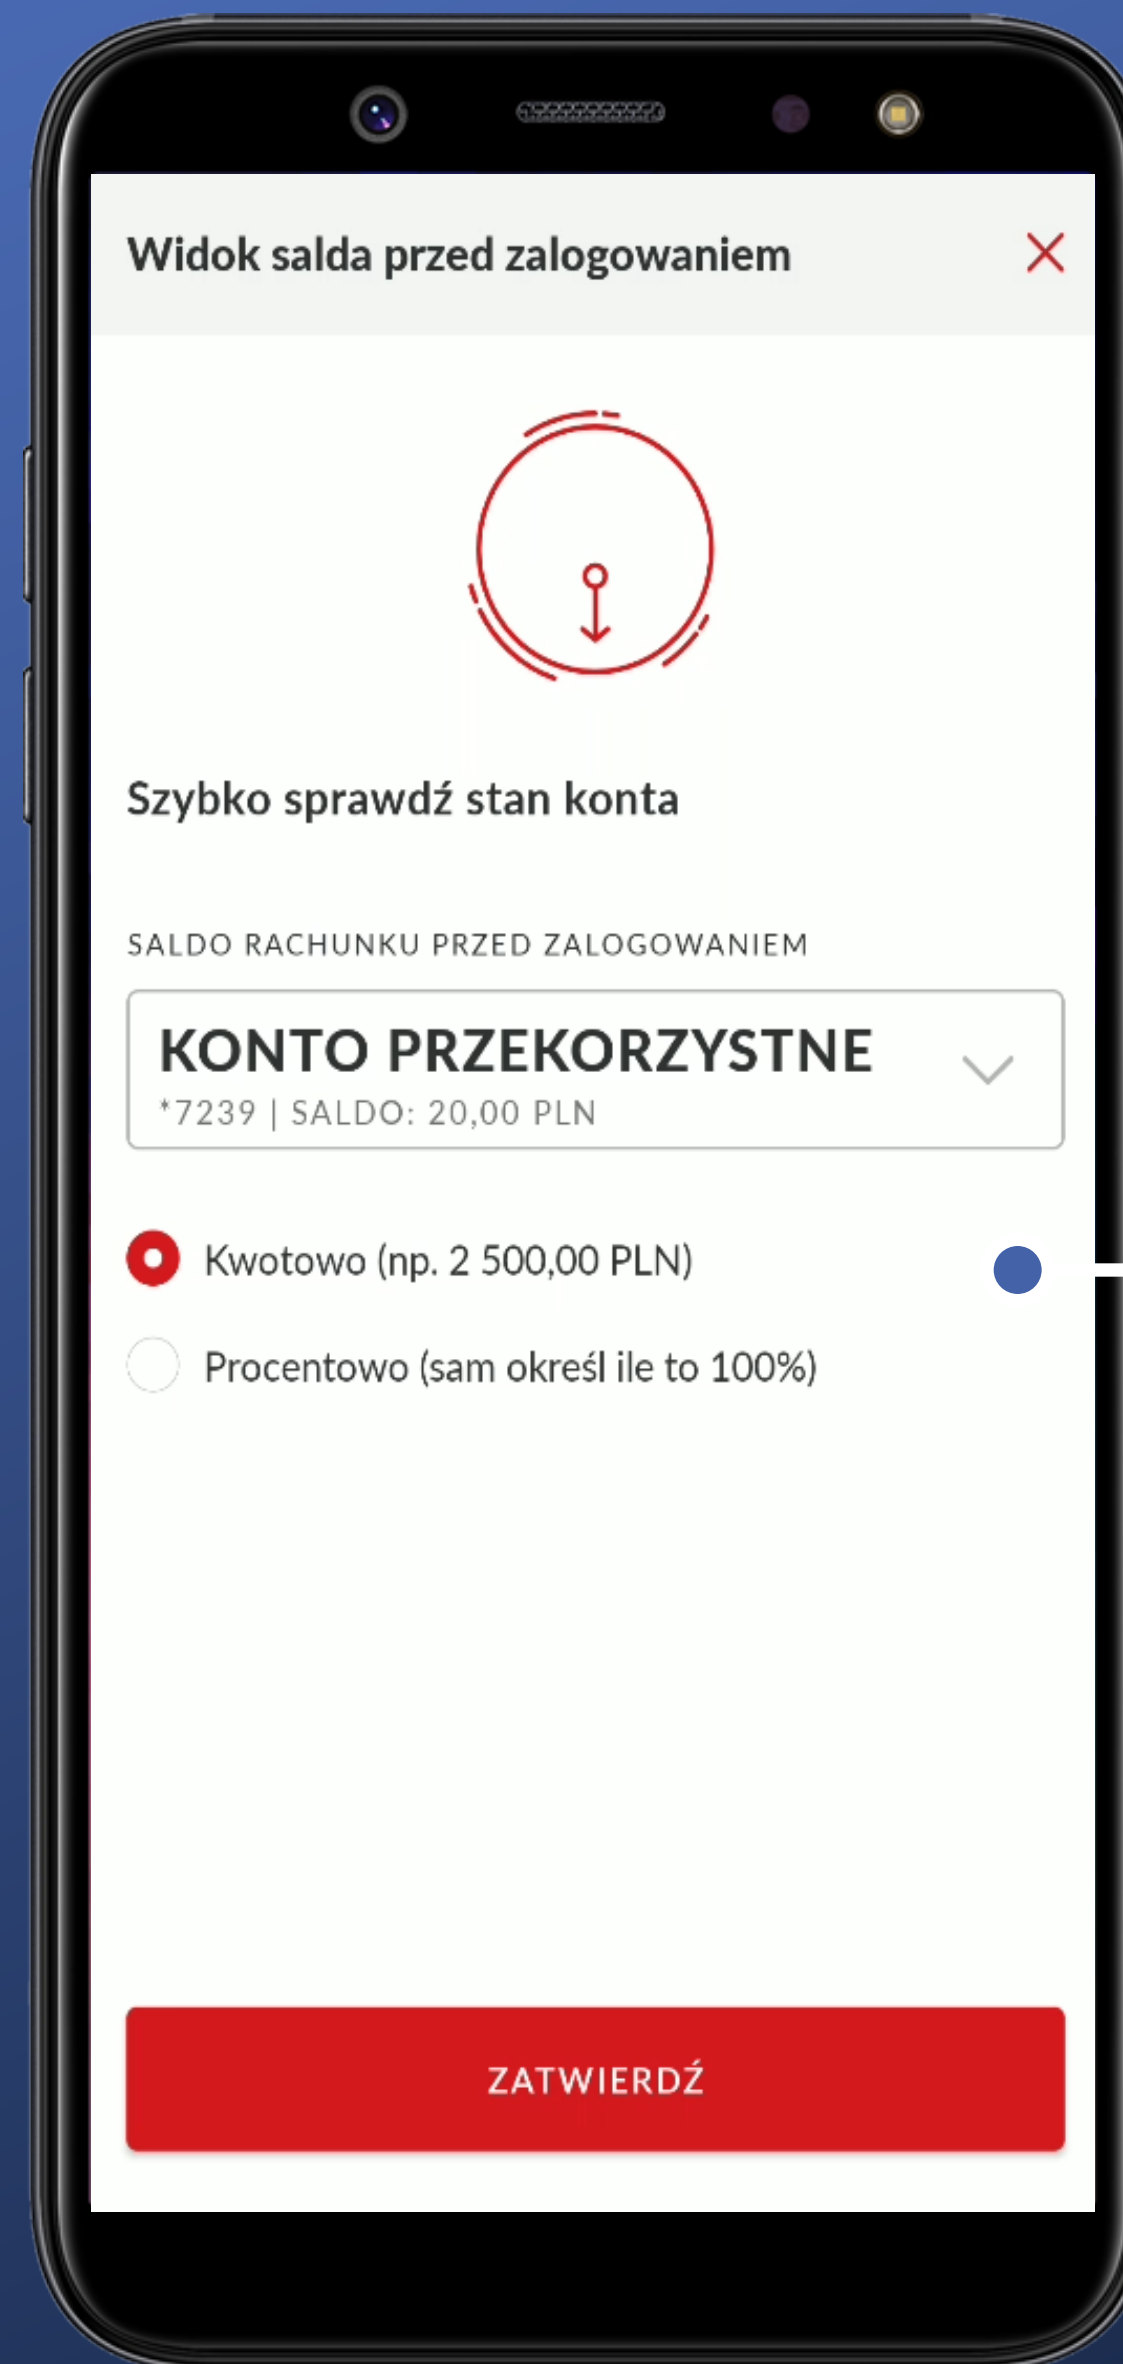 Widok salda przed zalogowaniem
Szybko sprawdź stan konta
SALDO RACHUNKU PRZED ZALOGOWANIEM
KONTO PRZEKORZYSTNE
*7239 | SALDO: 20,00 PLN
Kwotowo (np. 2 500,00 PLN)
Procentowo (sam określ ile to 100%)
ZATWIERDŹ